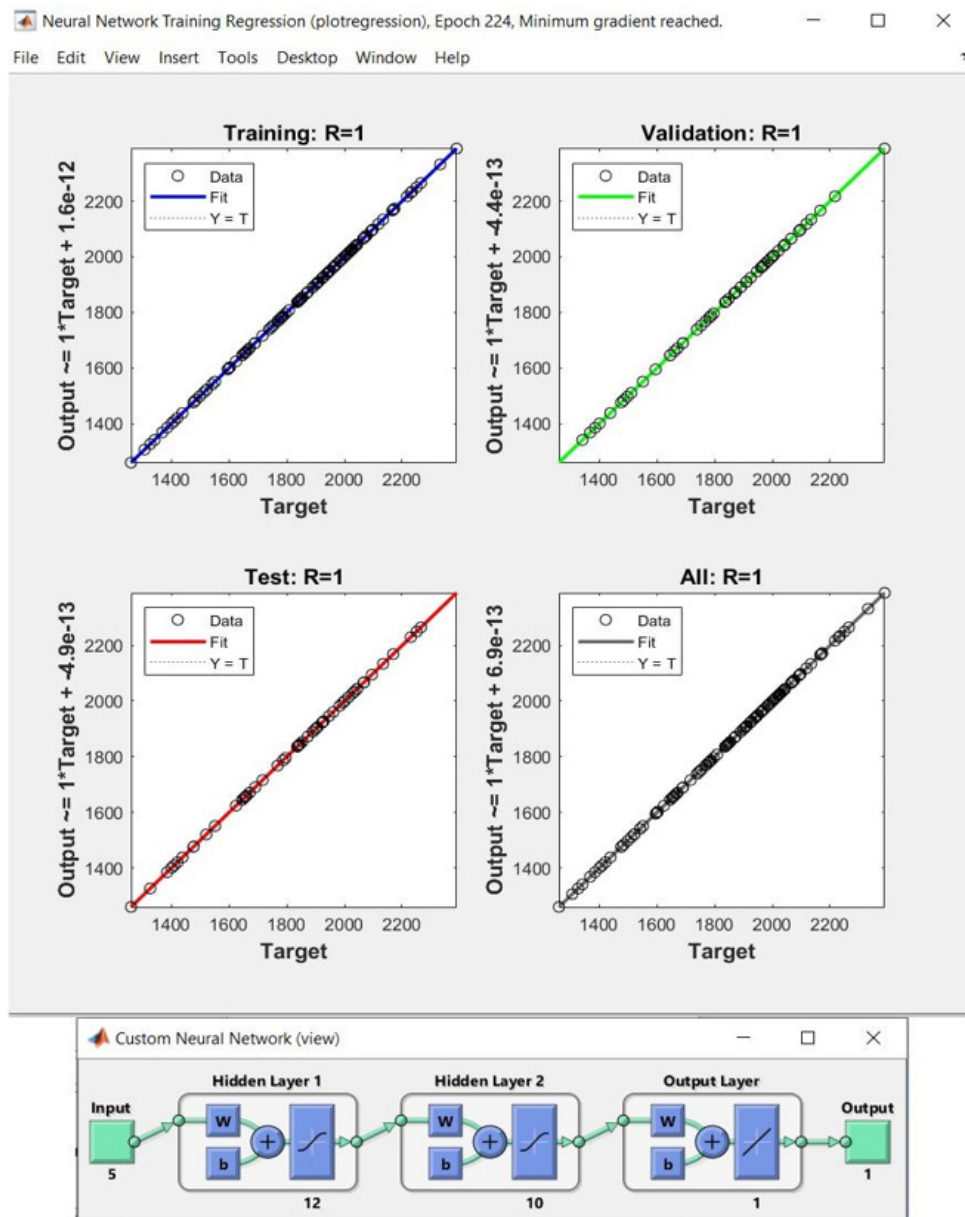 Neural Network Training Regression (plotregression), Epoch 224, Minimum gradient reached.
File Edit View Insert Tools Desktop Window Help
Training: R=1
Output ~= 1*Target + 1.6e-12
Data
Fit
Y = T
2200
2000
1800
1600
1400
1400 1600 1800 2000 2200
Target
Validation: R=1
Output ~= 1*Target + -4.4e-13
Data
Fit
Y = T
2200
2000
1800
1600
1400
1400 1600 1800 2000 2200
Target
Test: R=1
Output ~= 1*Target + -4.9e-13
Data
Fit
Y = T
2200
2000
1800
1600
1400
1400 1600 1800 2000 2200
Target
All: R=1
Output ~= 1*Target + 6.9e-13
Data
Fit
Y = T
2200
2000
1800
1600
1400
1400 1600 1800 2000 2200
Target
Custom Neural Network (view)
Hidden Layer 1 Hidden Layer 2 Output Layer
Input Output
W W W
b b b
5 12 10 1 1